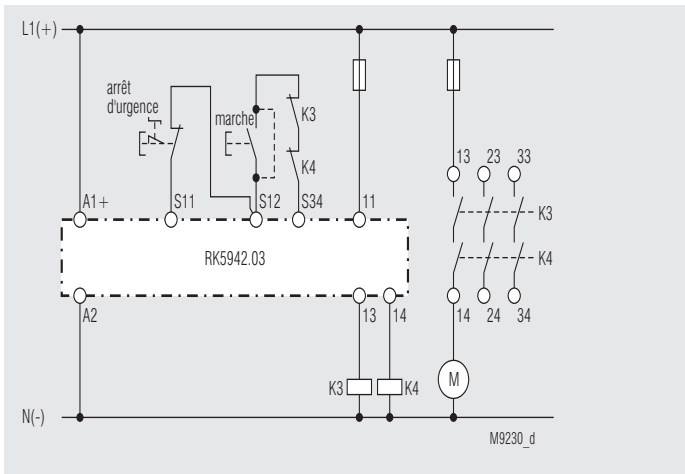 L1(+)
arrêt
d'urgence
marche
K3
K4
13 23 33
A1+ S11 S12 S34 11
K3
RK5942.03
K4
A2 13 14
14 24 34
K3 K4 M
N(-)
M9230_d